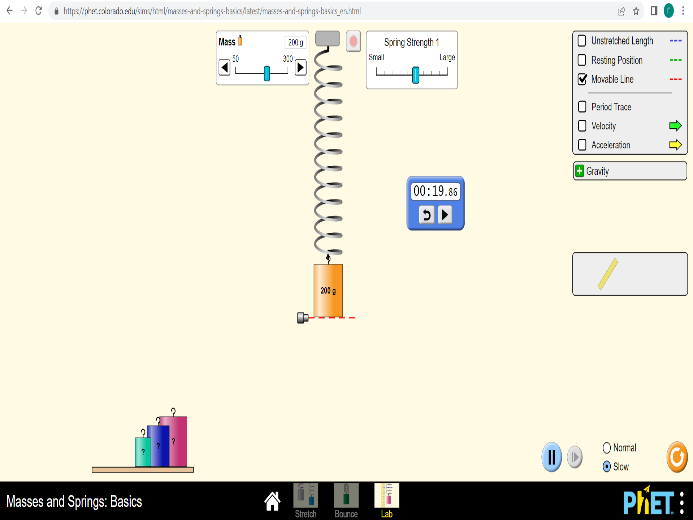 https://phet.colorado.edu/sims/html/masses-and-springs-basics/latest/masses-and-springs-basics_en.html
Mass 200 g
50 300
Spring Strength 1
Small Large
Unstretched Length
Resting Position
Movable Line
Period Trace
Velocity
Acceleration
Gravity
00:19.86
200 g
? ? ?
Normal
Slow
Masses and Springs: Basics
Stretch Bounce Lab
PhET